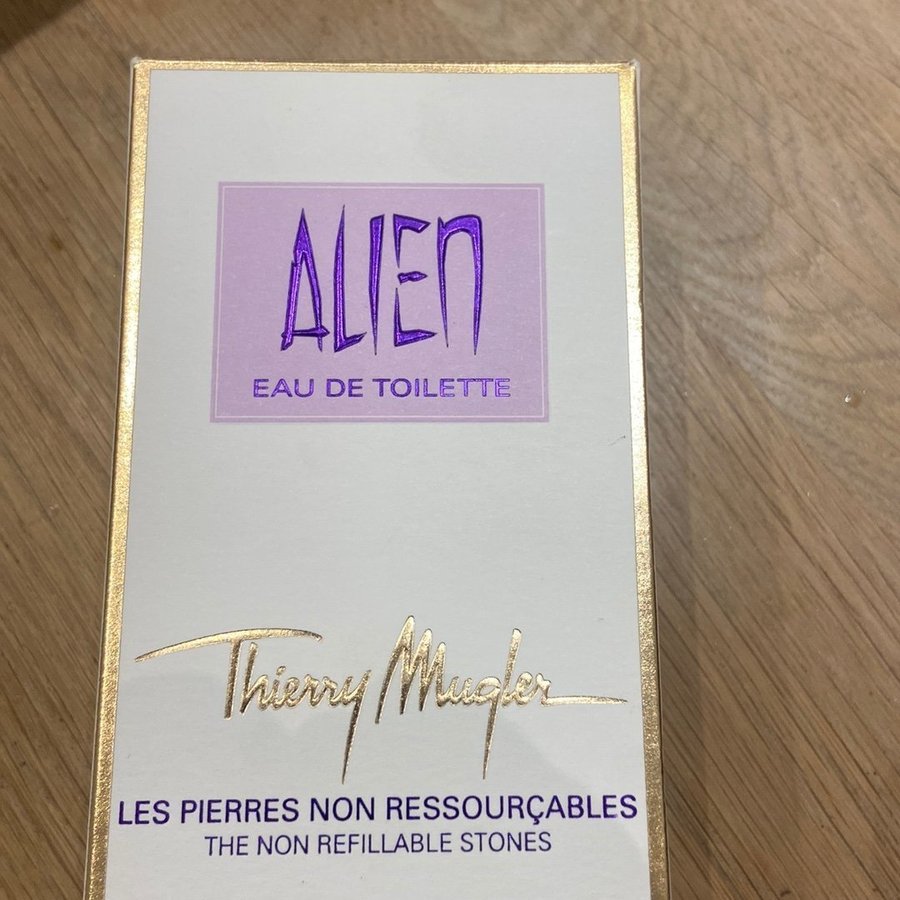 ALIEN
EAU DE TOILETTE
Thierry Mugler
LES PIERRES NON RESSOURÇABLES
THE NON REFILLABLE STONES